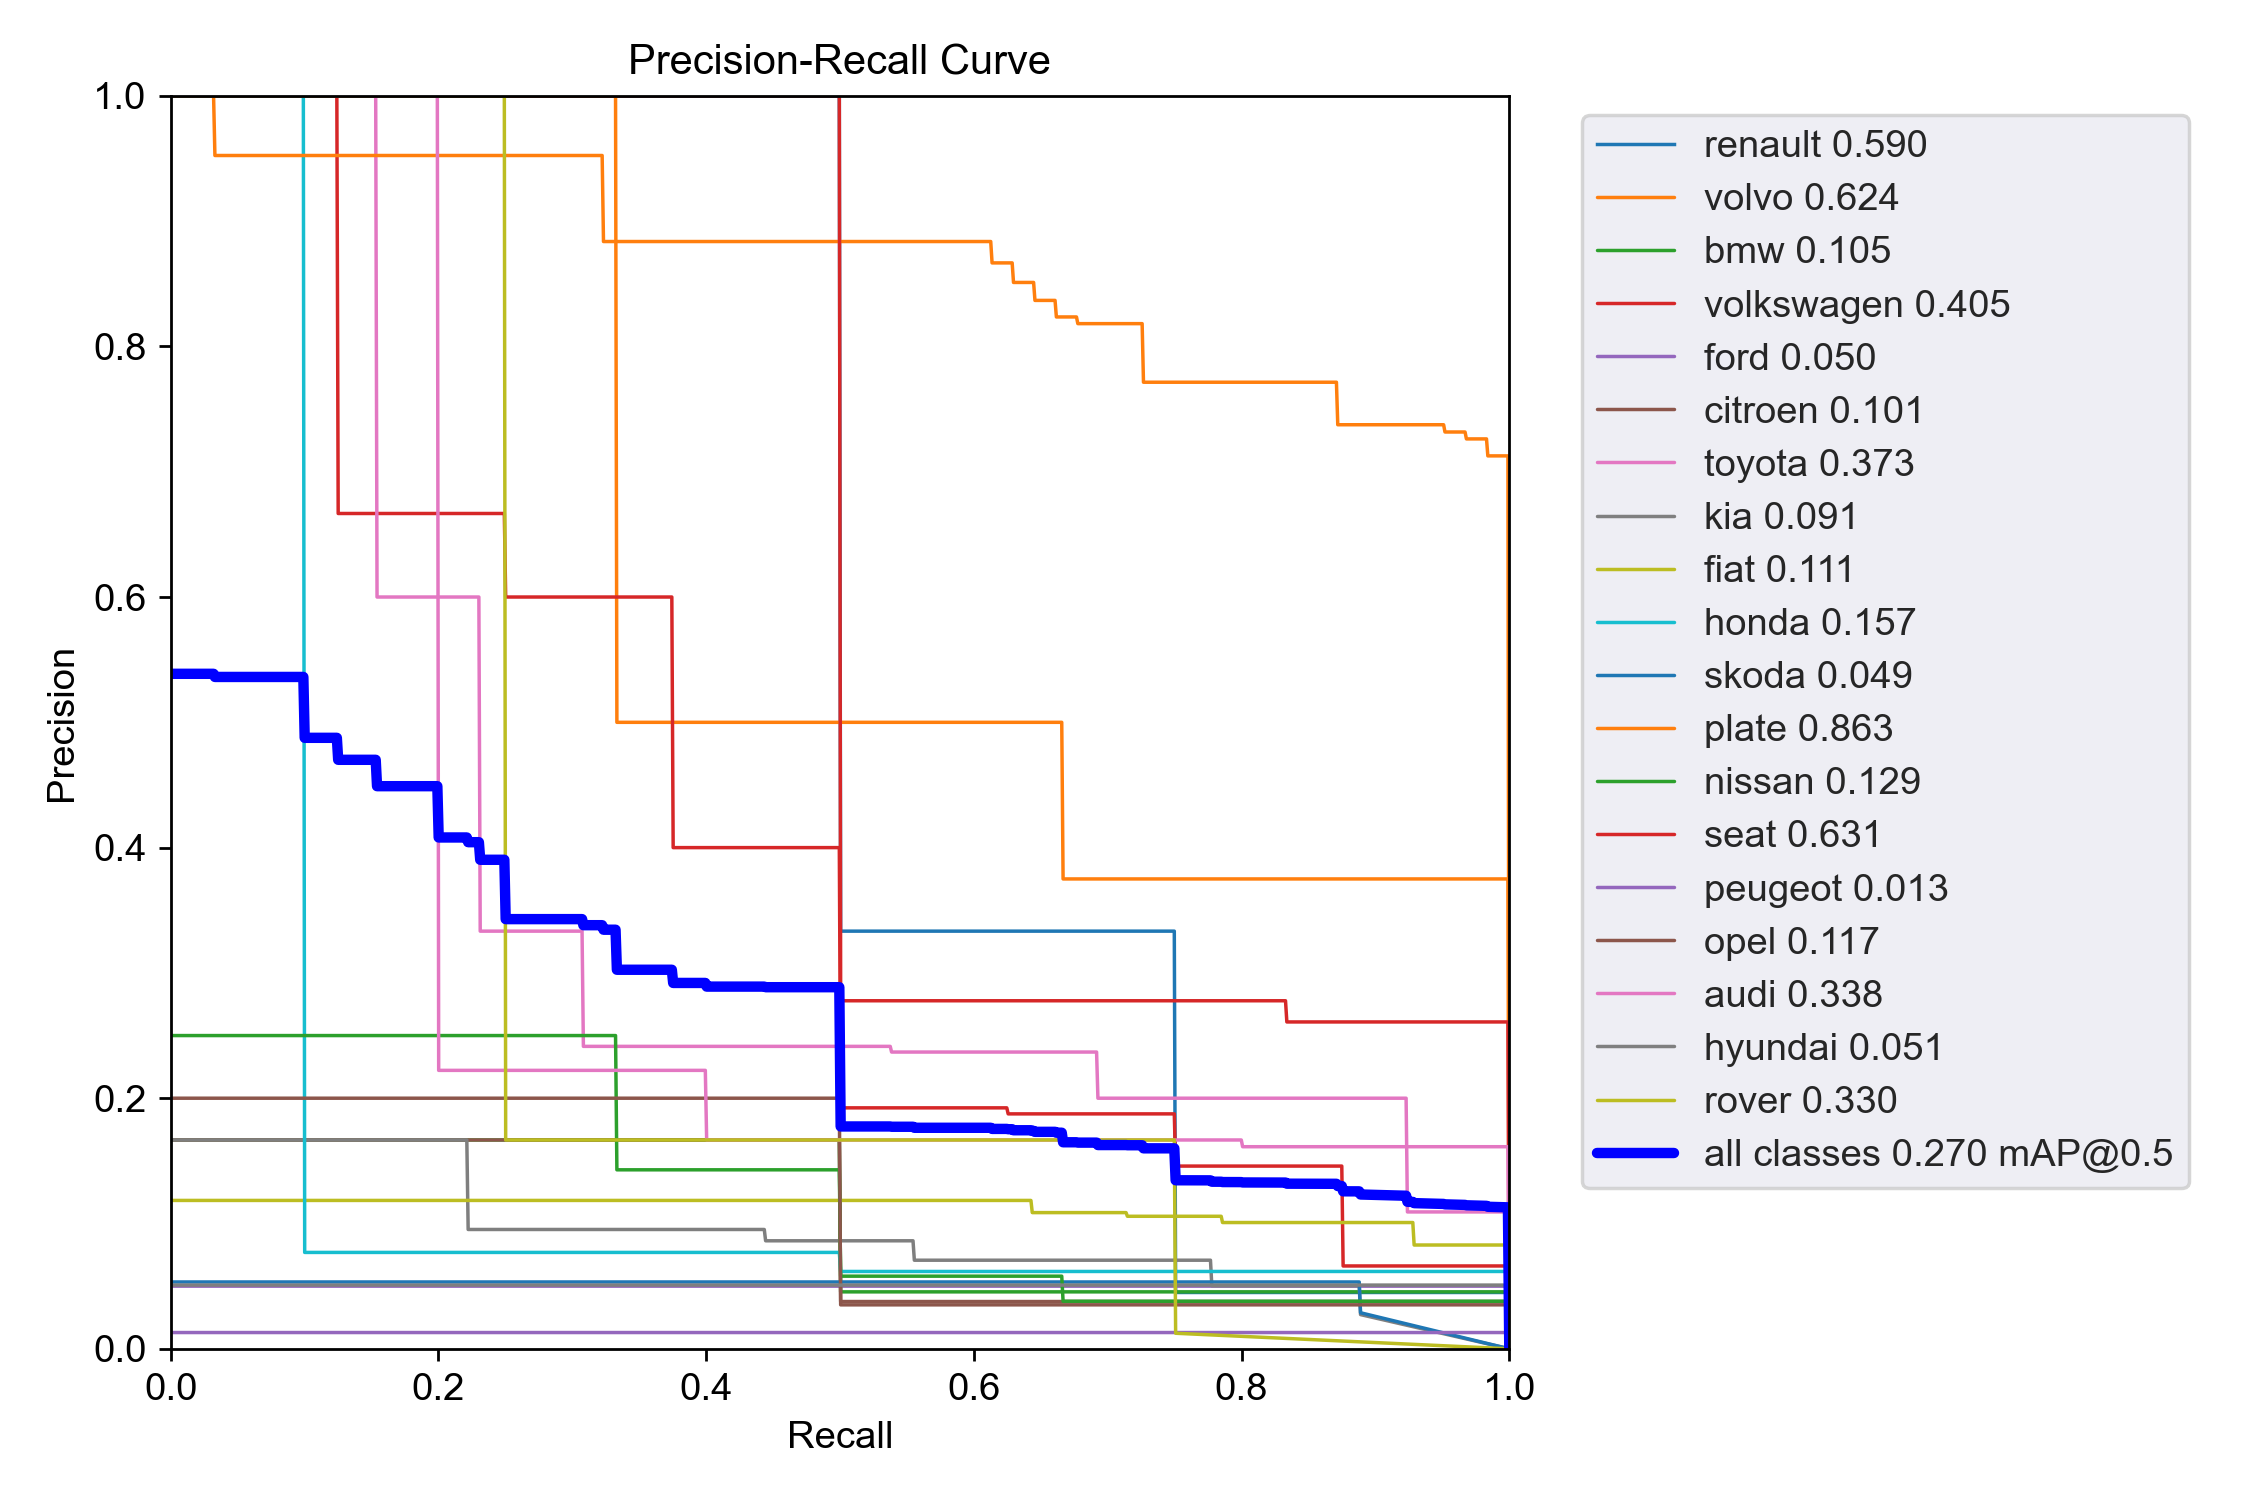 Precision-Recall Curve
1.0
0.8
0.6
0.4
0.2
0.0
Precision
0.0 0.2 0.4 0.6 0.8 1.0
Recall
renault 0.590
volvo 0.624
bmw 0.105
volkswagen 0.405
ford 0.050
citroen 0.101
toyota 0.373
kia 0.091
fiat 0.111
honda 0.157
skoda 0.049
plate 0.863
nissan 0.129
seat 0.631
peugeot 0.013
opel 0.117
audi 0.338
hyundai 0.051
rover 0.330
all classes 0.270 mAP@0.5